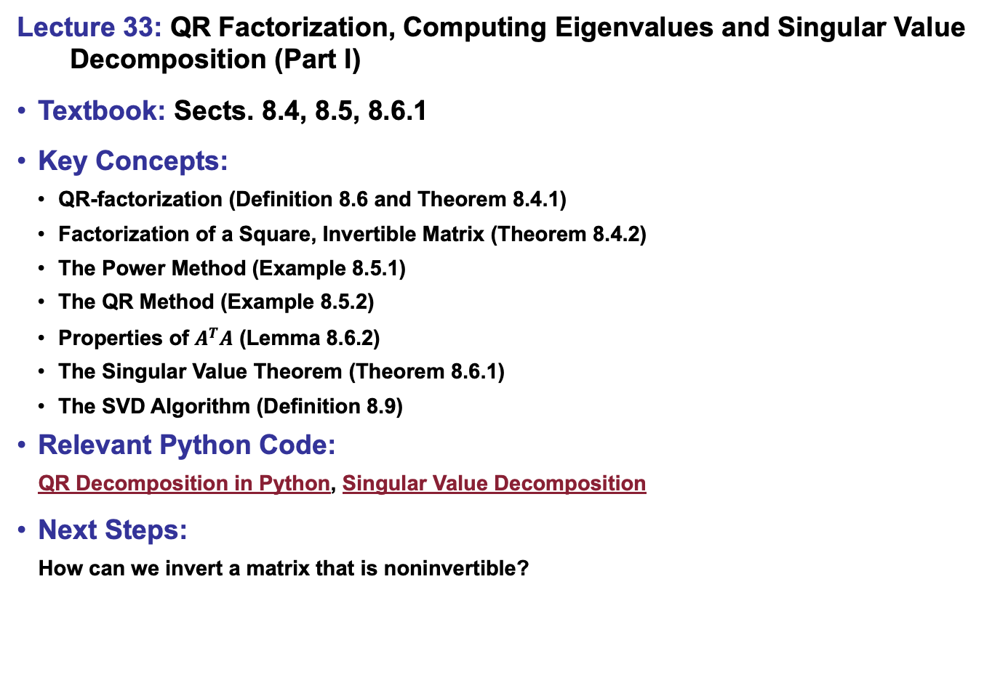 Lecture 33: QR Factorization, Computing Eigenvalues and Singular Value
Decomposition (Part I)
• Textbook: Sects. 8.4, 8.5, 8.6.1
• Key Concepts:
• QR-factorization (Definition 8.6 and Theorem 8.4.1)
• Factorization of a Square, Invertible Matrix (Theorem 8.4.2)
• The Power Method (Example 8.5.1)
• The QR Method (Example 8.5.2)
• Properties of $A^T A$ (Lemma 8.6.2)
• The Singular Value Theorem (Theorem 8.6.1)
• The SVD Algorithm (Definition 8.9)
• Relevant Python Code:
QR Decomposition in Python, Singular Value Decomposition
• Next Steps:
How can we invert a matrix that is noninvertible?